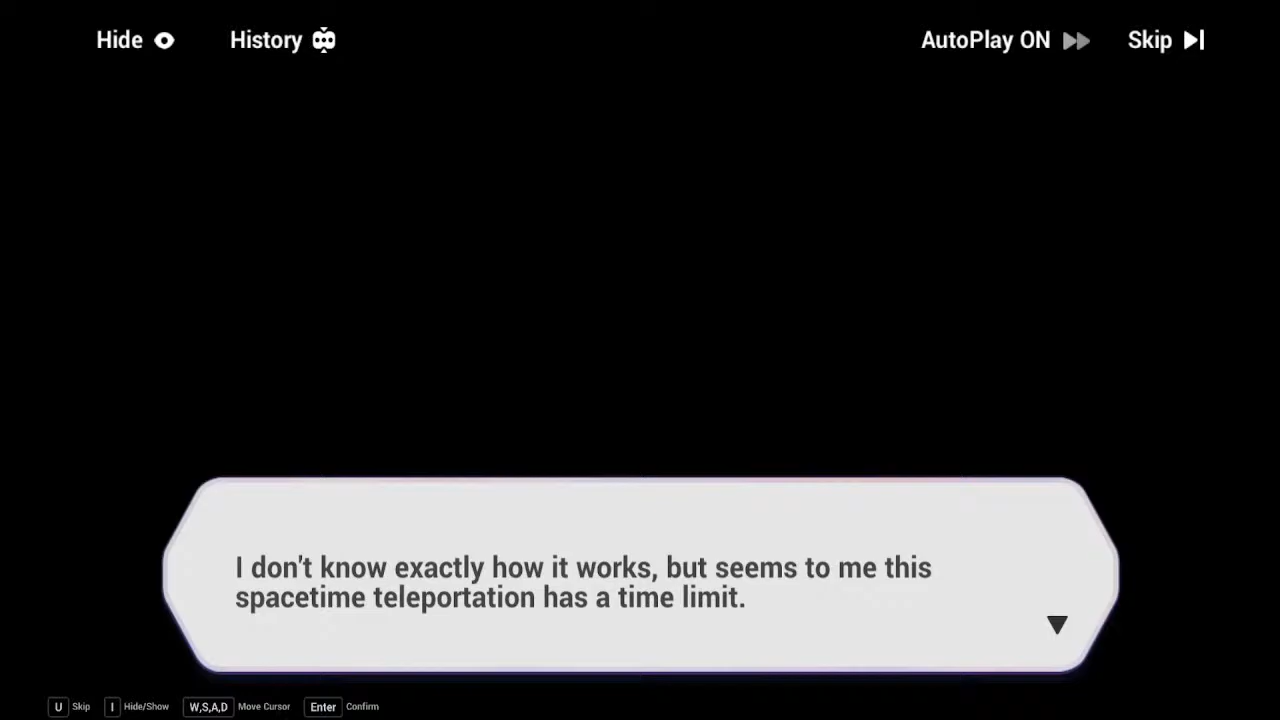 Hide
History
AutoPlay ON
Skip
I don't know exactly how it works, but seems to me this
spacetime teleportation has a time limit.
U Skip I Hide/Show W,S,A,D Move Cursor Enter Confirm